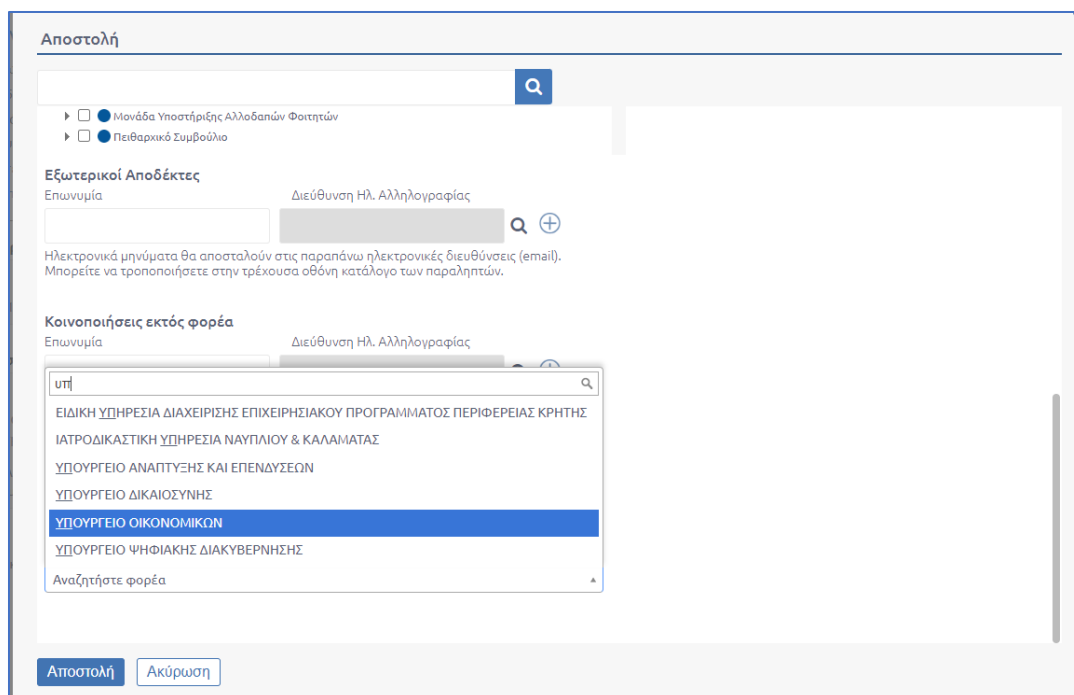 Αποστολή
Μονάδα Υποστήριξης Αλλοδαπών Φοιτητών
Πειθαρχικό Συμβούλιο
Εξωτερικοί Αποδέκτες
Επωνυμία Διεύθυνση Ηλ. Αλληλογραφίας
Ηλεκτρονικά μηνύματα θα αποσταλούν στις παραπάνω ηλεκτρονικές διευθύνσεις (email).
Μπορείτε να τροποποιήσετε στην τρέχουσα οθόνη κατάλογο των παραληπτών.
Κοινοποιήσεις εκτός φορέα
Επωνυμία Διεύθυνση Ηλ. Αλληλογραφίας
υπ
ΕΙΔΙΚΗ ΥΠΗΡΕΣΙΑ ΔΙΑΧΕΙΡΙΣΗΣ ΕΠΙΧΕΙΡΗΣΙΑΚΟΥ ΠΡΟΓΡΑΜΜΑΤΟΣ ΠΕΡΙΦΕΡΕΙΑΣ ΚΡΗΤΗΣ
ΙΑΤΡΟΔΙΚΑΣΤΙΚΗ ΥΠΗΡΕΣΙΑ ΝΑΥΠΛΙΟΥ & ΚΑΛΑΜΑΤΑΣ
ΥΠΟΥΡΓΕΙΟ ΑΝΑΠΤΥΞΗΣ ΚΑΙ ΕΠΕΝΔΥΣΕΩΝ
ΥΠΟΥΡΓΕΙΟ ΔΙΚΑΙΟΣΥΝΗΣ
ΥΠΟΥΡΓΕΙΟ ΟΙΚΟΝΟΜΙΚΩΝ
ΥΠΟΥΡΓΕΙΟ ΨΗΦΙΑΚΗΣ ΔΙΑΚΥΒΕΡΝΗΣΗΣ
Αναζητήστε φορέα
Αποστολή Ακύρωση